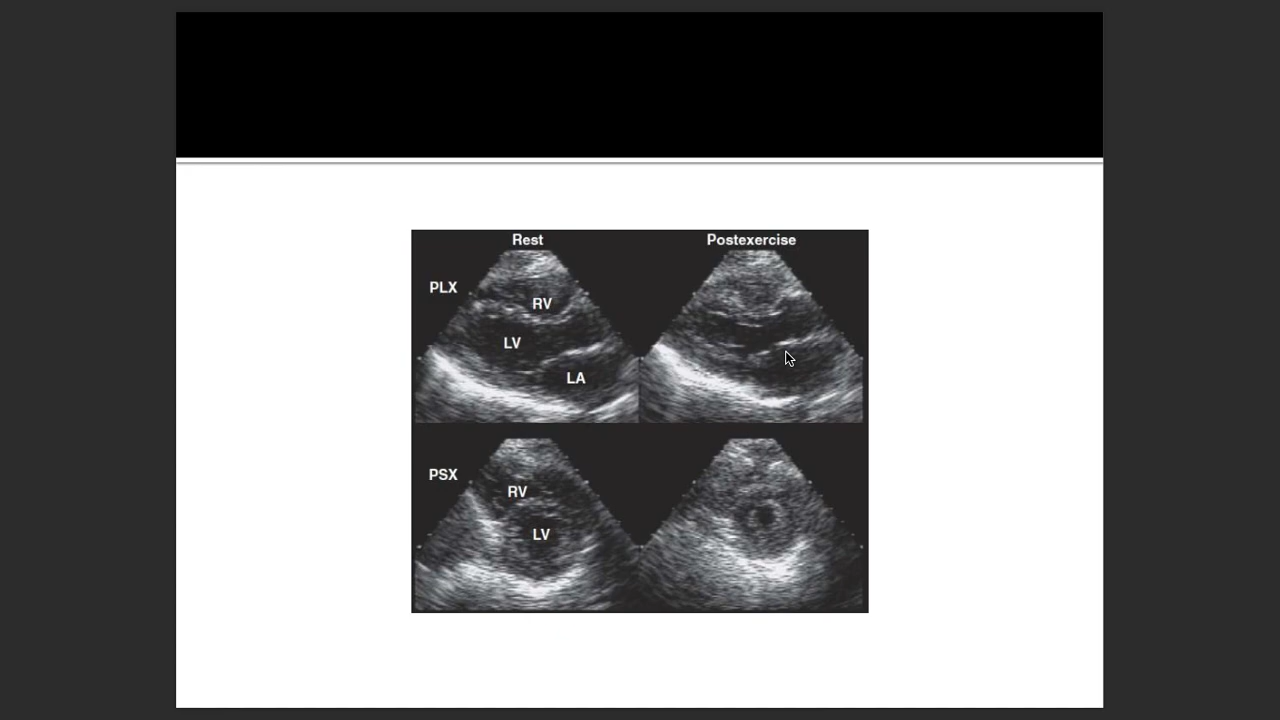 Rest Postexercise
PLX
RV
LV
LA
PSX
RV
LV